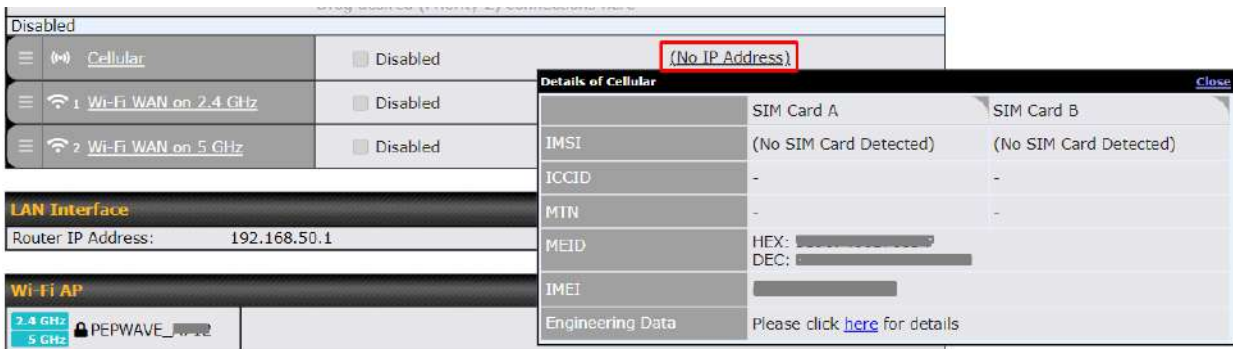 Disabled
Cellular Disabled (No IP Address)
Details of Cellular Close
SIM Card A SIM Card B
1 Wi-Fi WAN on 2.4 GHz Disabled
IMSI (No SIM Card Detected) (No SIM Card Detected)
2 Wi-Fi WAN on 5 GHz Disabled
ICCID - -
MTN - -
LAN Interface
Router IP Address: 192.168.50.1
MEID HEX:
DEC:
Wi-Fi AP
IMEI
2.4 GHz
5 GHz
PEPWAVE_
Engineering Data Please click here for details